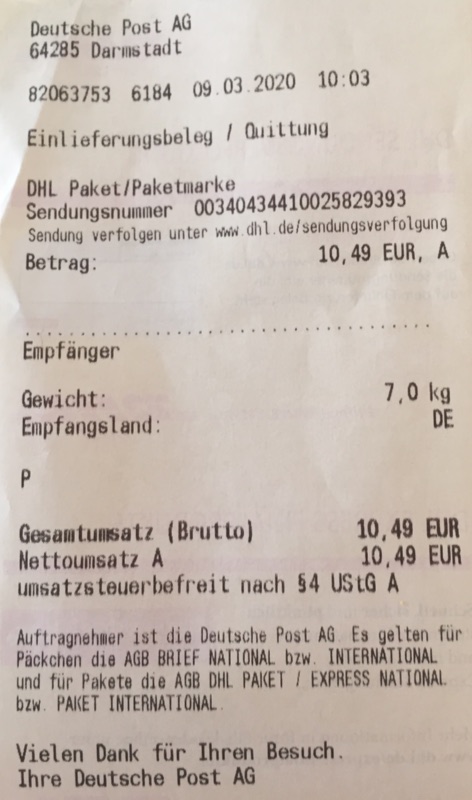 Deutsche Post AG
64285 Darmstadt
82063753 6184 09.03.2020 10:03
Einlieferungsbeleg / Quittung
DHL Paket/Paketmarke
Sendungsnummer 00340434410025829393
Sendung verfolgen unter www.dhl.de/sendungsverfolgung
Betrag: 10,49 EUR, A
Empfänger
Gewicht: 7,0 kg
Empfangsland: DE
P
Gesamtumsatz (Brutto) 10,49 EUR
Nettoumsatz A 10,49 EUR
umsatzsteuerbefreit nach §4 UStG A
Auftragnehmer ist die Deutsche Post AG. Es gelten für
Päckchen die AGB BRIEF NATIONAL bzw. INTERNATIONAL
und für Pakete die AGB DHL PAKET / EXPRESS NATIONAL
bzw. PAKET INTERNATIONAL.
Vielen Dank für Ihren Besuch.
Ihre Deutsche Post AG